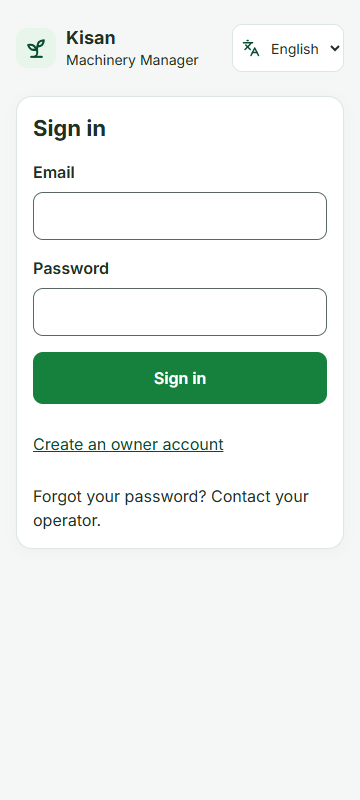 Kisan
Machinery Manager
English
Sign in
Email
Password
Sign in
Create an owner account
Forgot your password? Contact your
operator.